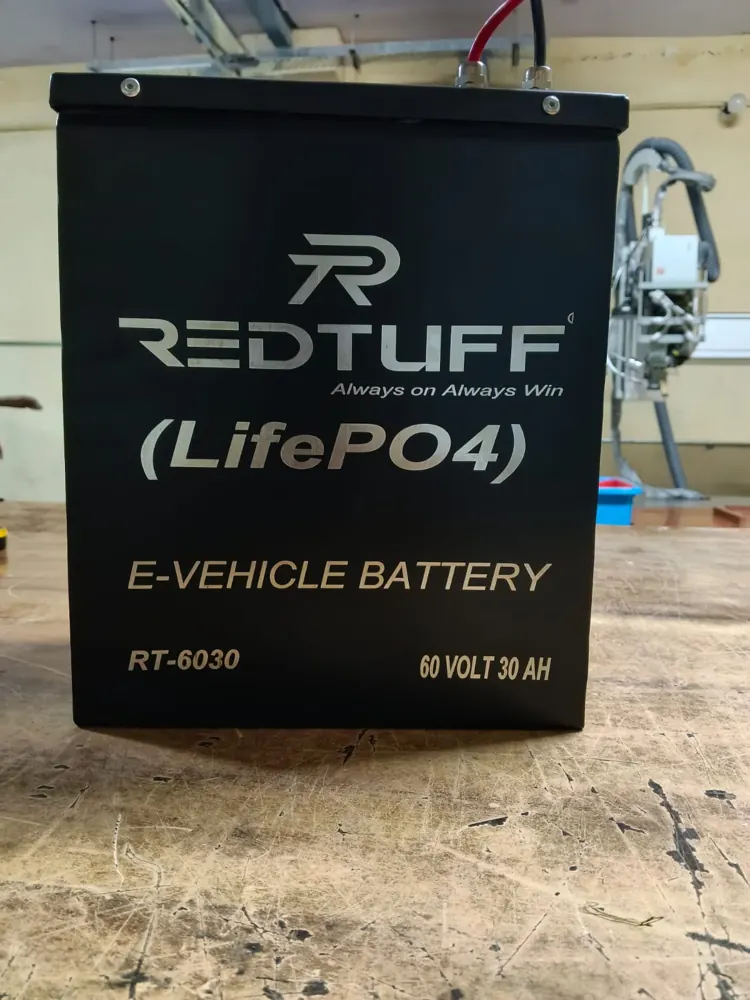 REDTUFF
Always on Always Win
(LifePO4)
E-VEHICLE BATTERY
RT-6030
60 VOLT 30 AH